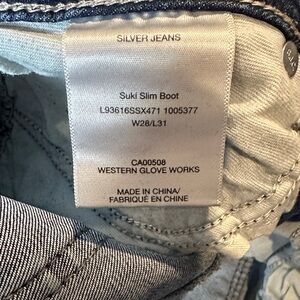 SILVER JEANS
Suki Slim Boot
L93616SSX471 1005377
W28/L31
CA00508
WESTERN GLOVE WORKS
MADE IN CHINA/
FABRIQUÉ EN CHINE